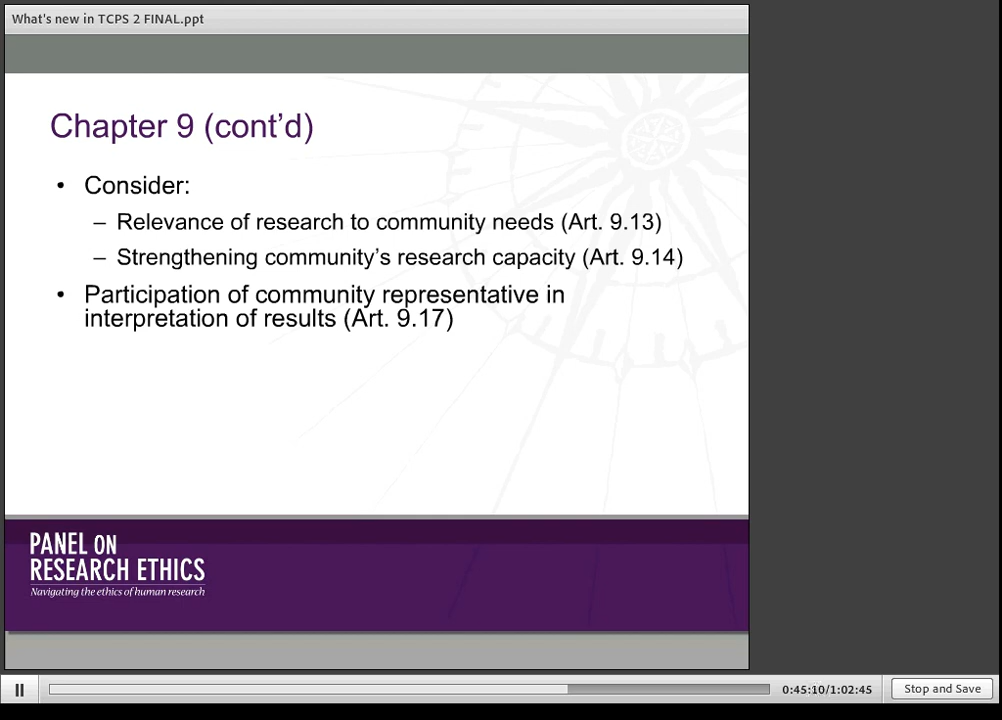 What's new in TCPS 2 FINAL.ppt
Chapter 9 (cont’d)
• Consider:
– Relevance of research to community needs (Art. 9.13)
– Strengthening community’s research capacity (Art. 9.14)
• Participation of community representative in
interpretation of results (Art. 9.17)
PANEL ON
RESEARCH ETHICS
Navigating the ethics of human research
0:45:10/1:02:45
Stop and Save